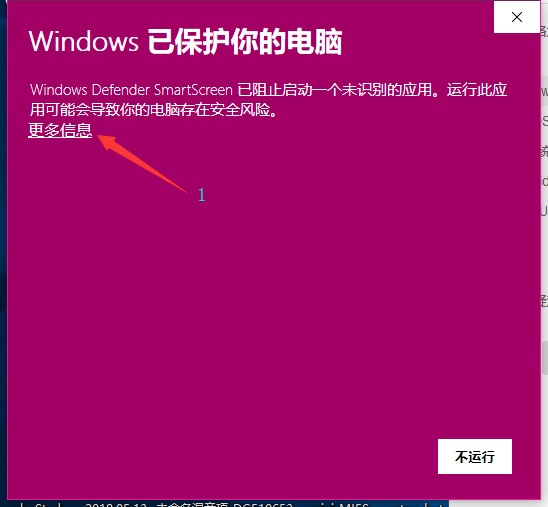 Windows 已保护你的电脑
Windows Defender SmartScreen 已阻止启动一个未识别的应用。运行此应
用可能会导致你的电脑存在安全风险。
更多信息
1
不运行